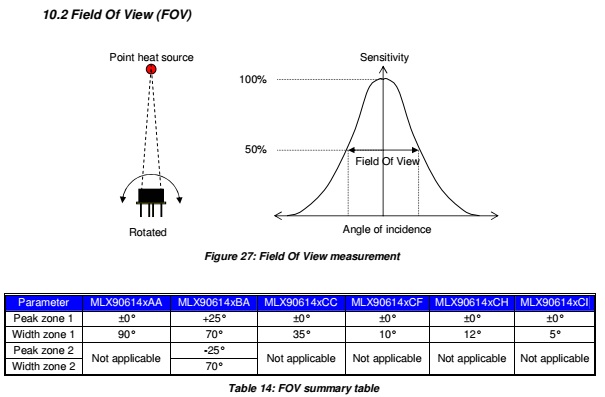 10.2 Field Of View (FOV)
Point heat source
Sensitivity
100%
50%
Field Of View
Rotated
Angle of incidence
Figure 27: Field Of View measurement
Parameter MLX90614xAA MLX90614xBA MLX90614xCC MLX90614xCF MLX90614xCH MLX90614xCI
Peak zone 1 ±0° +25° ±0° ±0° ±0° ±0°
Width zone 1 90° 70° 35° 10° 12° 5°
Peak zone 2 Not applicable -25° Not applicable Not applicable Not applicable Not applicable
Width zone 2 70°
Table 14: FOV summary table